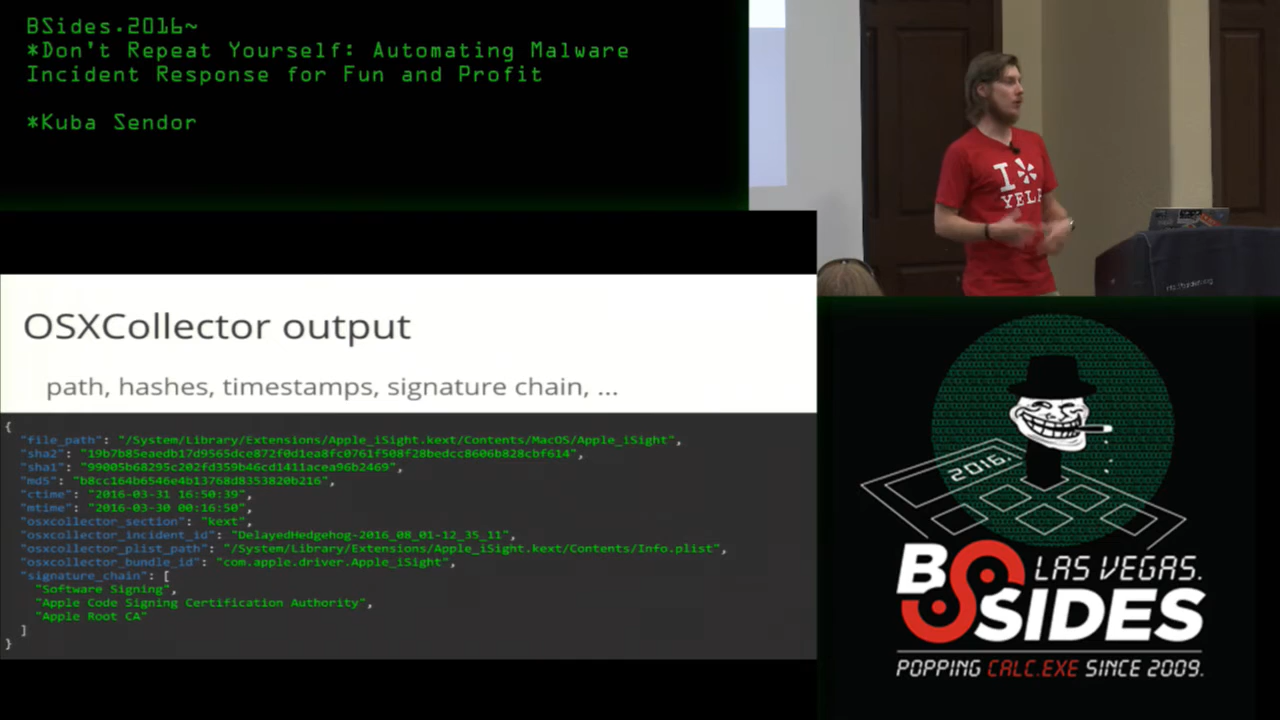 BSides.2016~
*Don't Repeat Yourself: Automating Malware
Incident Response for Fun and Profit
*Kuba Sendor
I
YELP
OSXCollector output
path, hashes, timestamps, signature chain, ...
{
"file_path": "/System/Library/Extensions/Apple_iSight.kext/Contents/MacOS/Apple_iSight",
"sha2": "19b7b85eaedb17d9565dce872f0d1ea8fc0761f508f28bedcc8606b828cbf614",
"sha1": "99005b68295c202fd359b46cd1411acea96b2469",
"md5": "b8cc164b6546e4b13768d8353820b216",
"ctime": "2016-03-31 16:50:39",
"mtime": "2016-03-30 00:16:50",
"osxcollector_section": "kext",
"osxcollector_incident_id": "DelayedHedgehog-2016_08_01-12_35_11",
"osxcollector_plist_path": "/System/Library/Extensions/Apple_iSight.kext/Contents/Info.plist",
"osxcollector_bundle_id": "com.apple.driver.Apple_iSight",
"signature_chain": [
"Software Signing",
"Apple Code Signing Certification Authority",
"Apple Root CA"
]
}
2016.
BSIDES
LAS VEGAS.
POPPING CALC.EXE SINCE 2009.